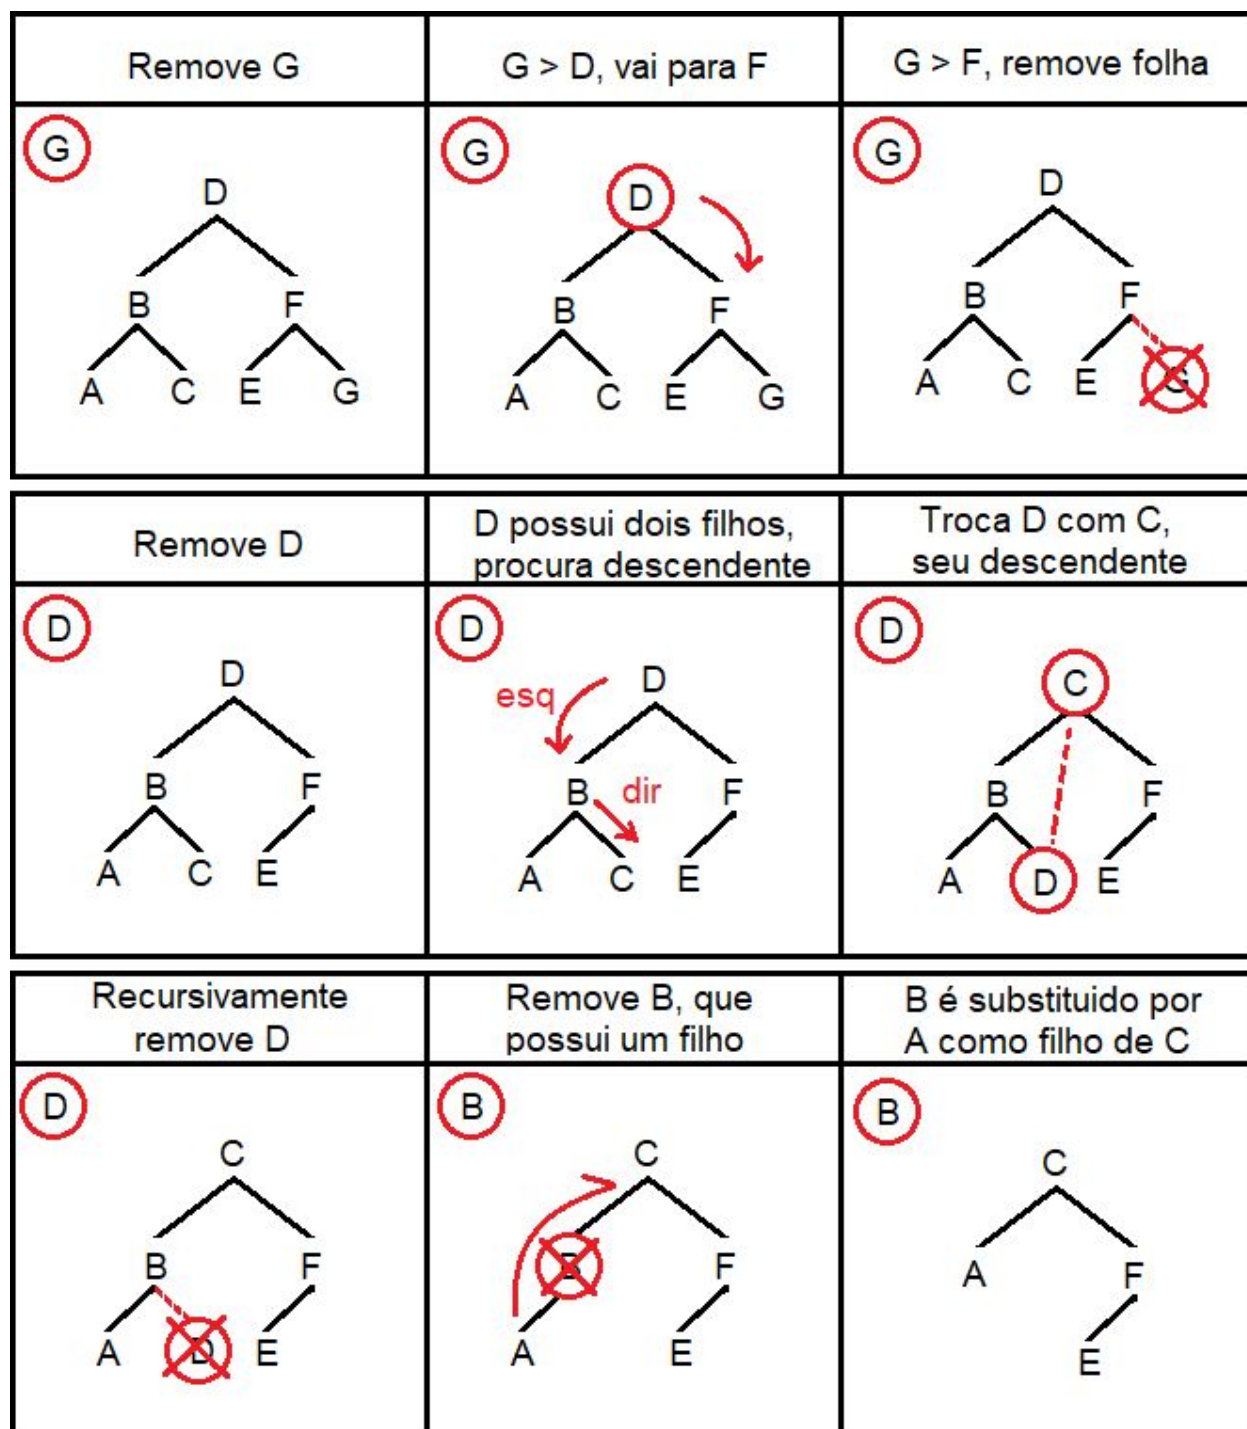 Remove G
G > D, vai para F
G > F, remove folha
G
D
B
F
A
C
E
G
G
D
B
F
A
C
E
G
G
D
B
F
A
C
E
G
Remove D
D possui dois filhos,
procura descendente
Troca D com C,
seu descendente
D
D
B
F
A
C
E
D
esq
D
B
dir
F
A
C
E
D
C
B
F
A
D
E
Recursivamente
remove D
Remove B, que
possui um filho
B é substituido por
A como filho de C
D
C
B
F
A
D
E
B
C
B
F
A
E
B
C
A
F
E